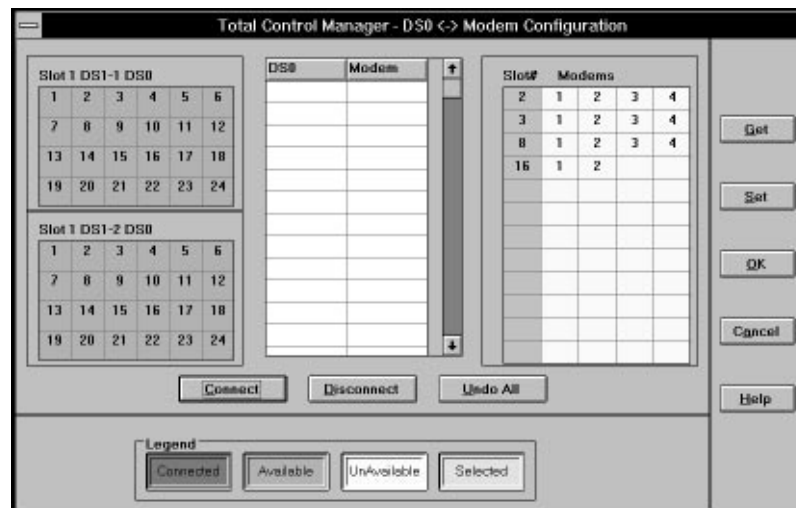 Total Control Manager - DS0 <-> Modem Configuration
Slot 1 DS1-1 DS0
1 2 3 4 5 6
7 8 9 10 11 12
13 14 15 16 17 18
19 20 21 22 23 24
Slot 1 DS1-2 DS0
1 2 3 4 5 6
7 8 9 10 11 12
13 14 15 16 17 18
19 20 21 22 23 24
DS0 Modem
Slot# Modems
2 1 2 3 4
3 1 2 3 4
8 1 2 3 4
16 1 2
Get
Set
OK
Cancel
Help
Connect Disconnect Undo All
Legend
Connected Available UnAvailable Selected